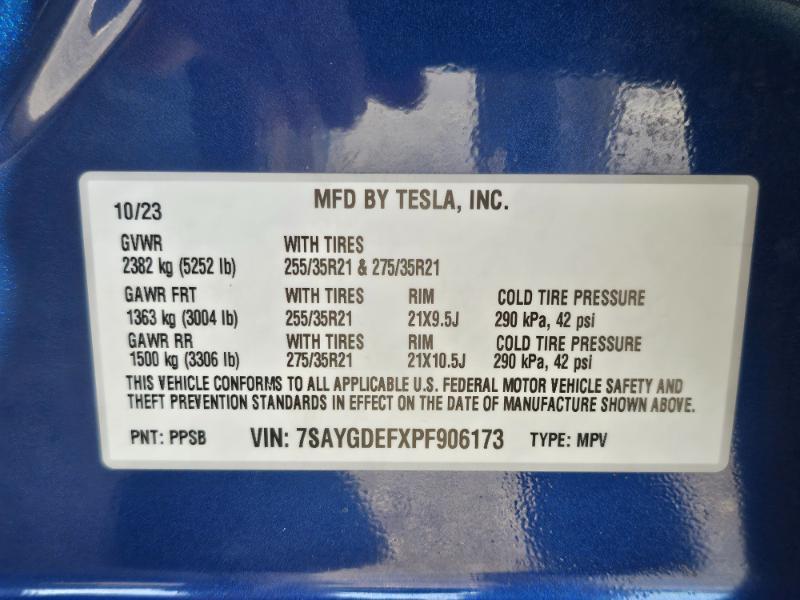 MFD BY TESLA, INC.
10/23
GVWR WITH TIRES
2382 kg (5252 lb) 255/35R21 & 275/35R21
GAWR FRT WITH TIRES RIM COLD TIRE PRESSURE
1363 kg (3004 lb) 255/35R21 21X9.5J 290 kPa, 42 psi
GAWR RR WITH TIRES RIM COLD TIRE PRESSURE
1500 kg (3306 lb) 275/35R21 21X10.5J 290 kPa, 42 psi
THIS VEHICLE CONFORMS TO ALL APPLICABLE U.S. FEDERAL MOTOR VEHICLE SAFETY AND
THEFT PREVENTION STANDARDS IN EFFECT ON THE DATE OF MANUFACTURE SHOWN ABOVE.
PNT: PPSB VIN: 7SAYGDEFXPF906173 TYPE: MPV